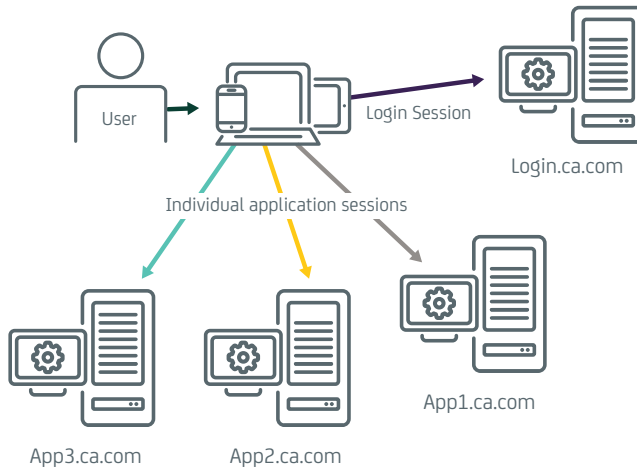 User
Login Session
Login.ca.com
Individual application sessions
App1.ca.com
App3.ca.com
App2.ca.com